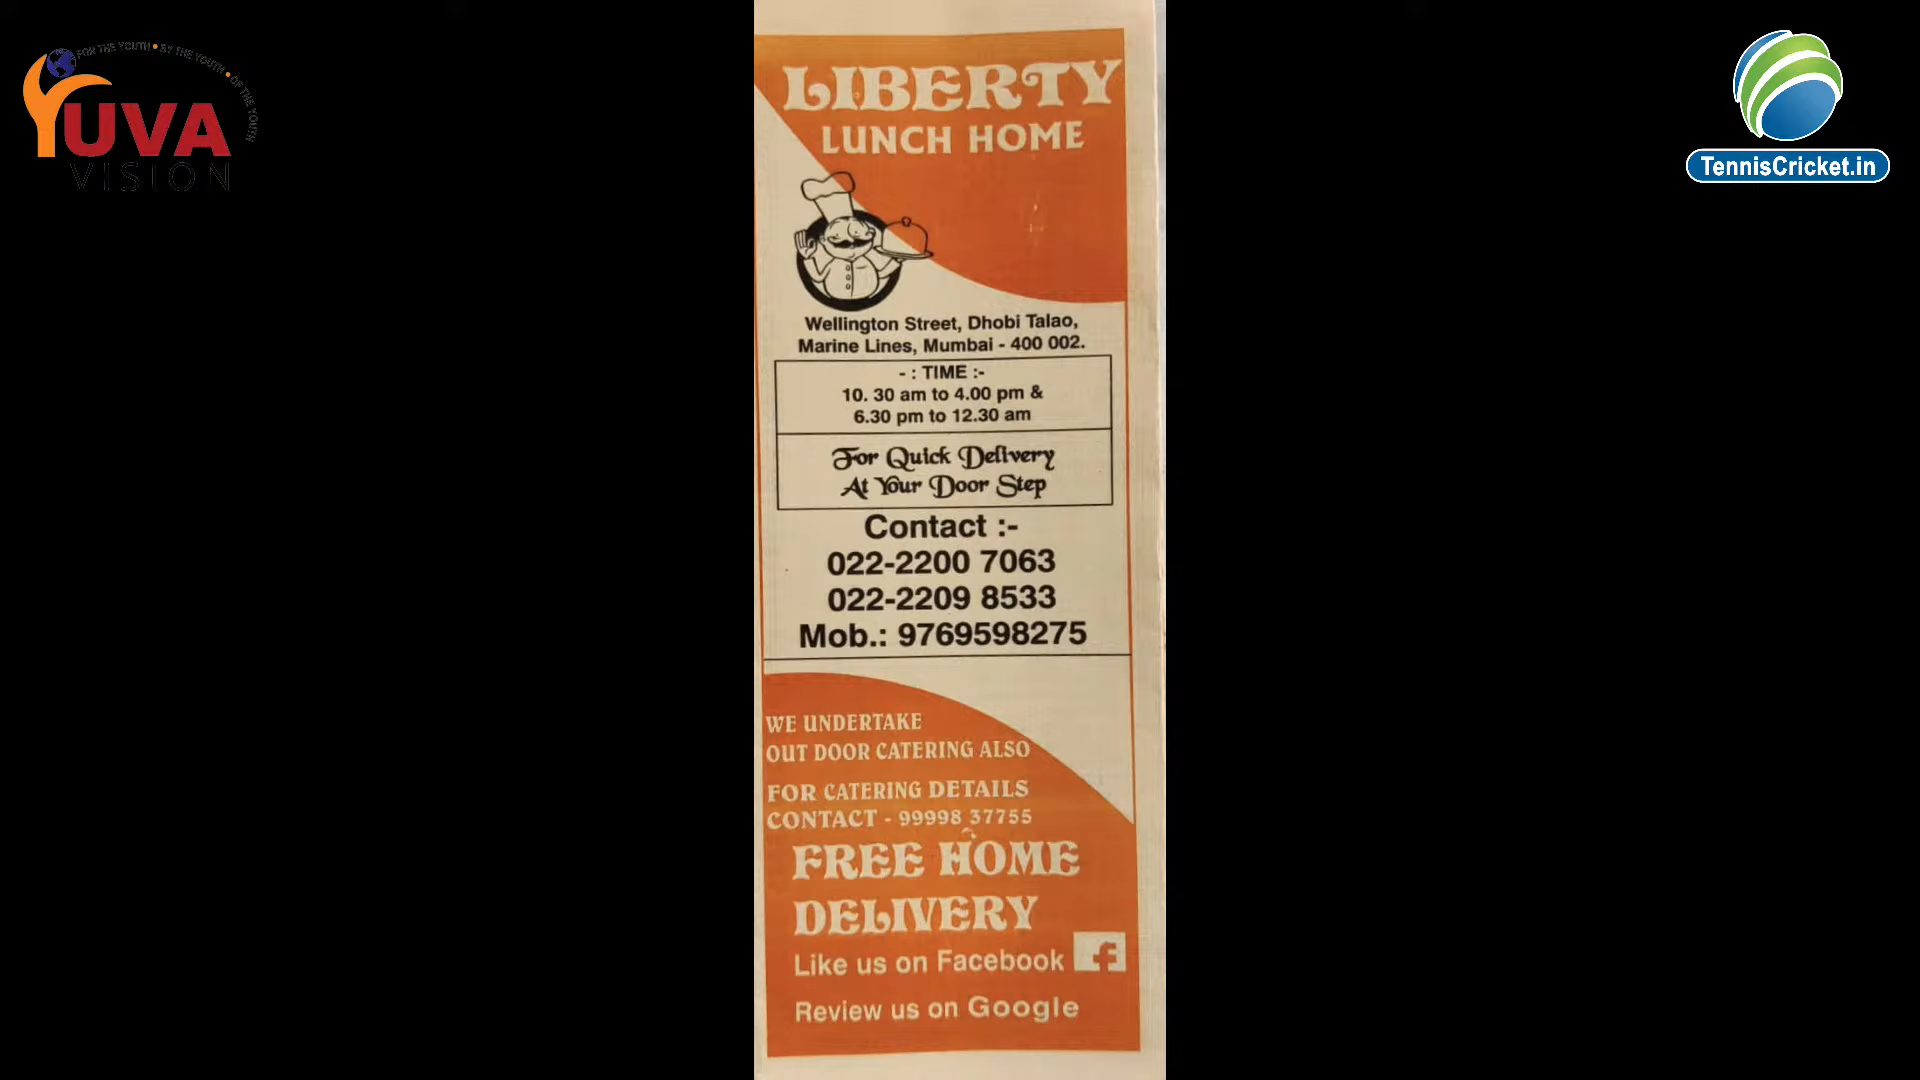 FOR THE YOUTH • BY THE YOUTH • OF THE YOUTH
YUVA
VISION
TennisCricket.in
LIBERTY
LUNCH HOME
Wellington Street, Dhobi Talao,
Marine Lines, Mumbai - 400 002.
- : TIME :-
10. 30 am to 4.00 pm &
6.30 pm to 12.30 am
For Quick Delivery
At Your Door Step
Contact :-
022-2200 7063
022-2209 8533
Mob.: 9769598275
WE UNDERTAKE
OUT DOOR CATERING ALSO
FOR CATERING DETAILS
CONTACT - 99998 37755
FREE HOME
DELIVERY
Like us on Facebook f
Review us on Google